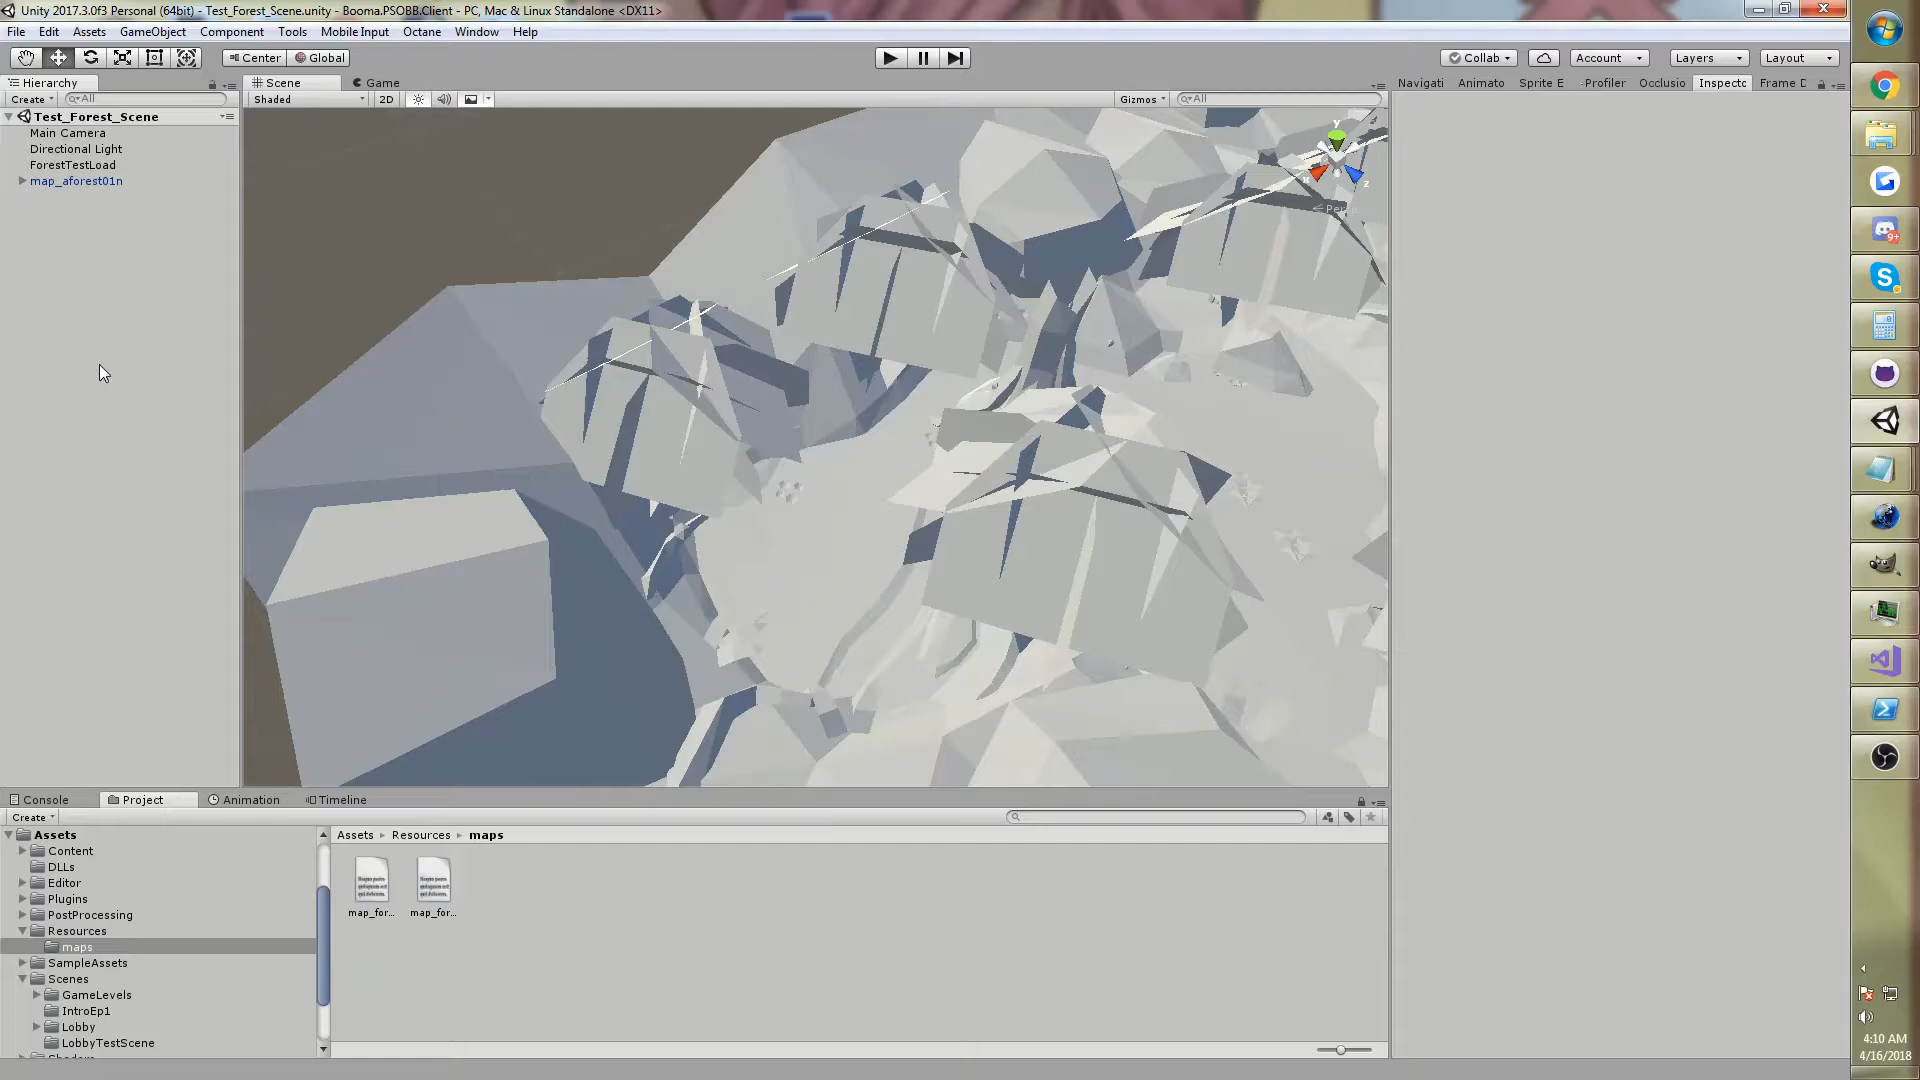 Unity 2017.3.0f3 Personal (64bit) - Test_Forest_Scene.unity - Booma.PSOBB.Client - PC, Mac & Linux Standalone <DX11>
File Edit Assets GameObject Component Tools Mobile Input Octane Window Help
Center Global Collab Account Layers Layout
Hierarchy Scene Game Navigati Animato Sprite E Profiler Occlusio Inspectc Frame D
Create All Shaded 2D Gizmos All
Test_Forest_Scene
Main Camera
Directional Light
ForestTestLoad
map_aforest01n
y
x
z
Console Project Animation Timeline
Create
Assets
Assets Resources maps
Content
DLLs
Editor
Plugins
map_for... map_for...
PostProcessing
Resources
maps
SampleAssets
Scenes
GameLevels
IntroEp1
Lobby
LobbyTestScene
9+
4:10 AM
4/16/2018